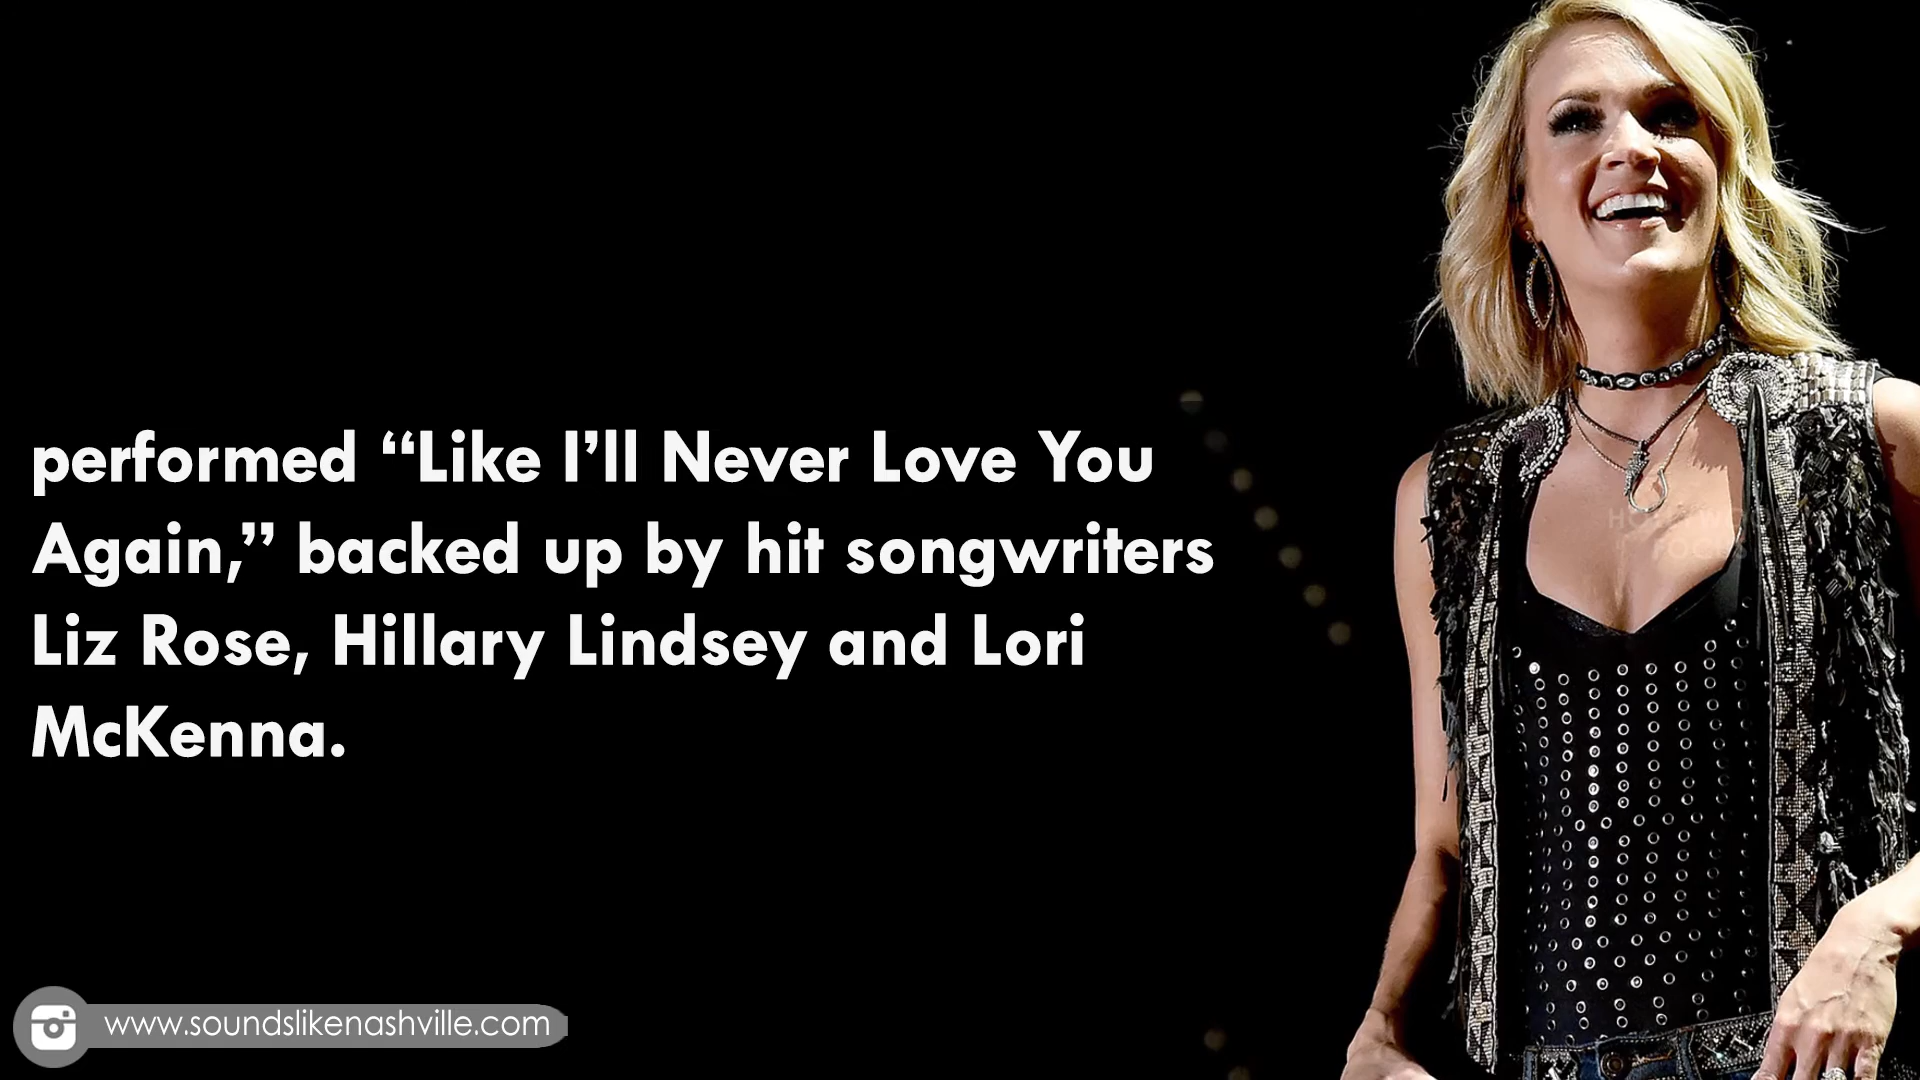 performed “Like I’ll Never Love You
Again,” backed up by hit songwriters
Liz Rose, Hillary Lindsey and Lori
McKenna.
www.soundslikenashville.com